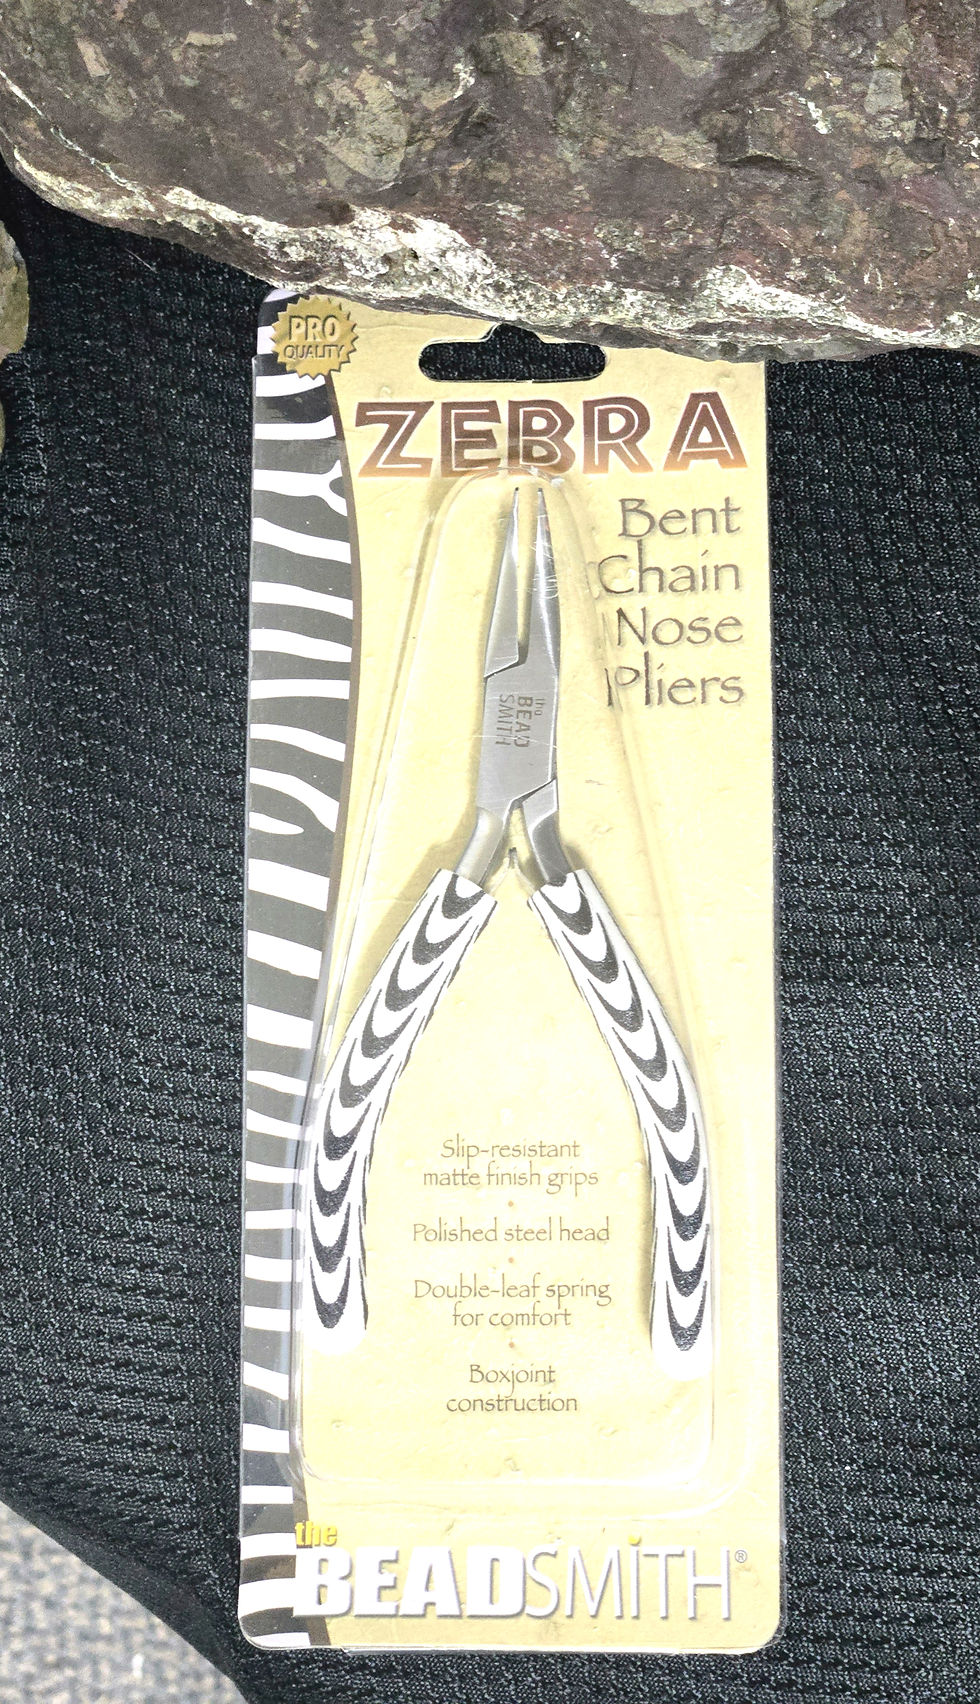 PRO
QUALITY
ZEBRA
Bent
Chain
Nose
Pliers
the
BEAD
SMITH
Slip-resistant
matte finish grips
•
Polished steel head
•
Double-leaf spring
for comfort
•
Boxjoint
construction
the
BEADSMiTH®